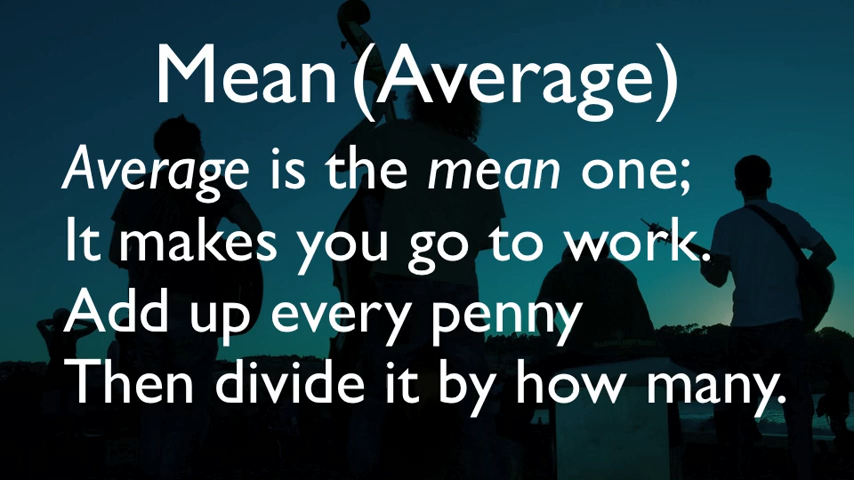 Mean (Average)
Average is the mean one;
It makes you go to work.
Add up every penny
Then divide it by how many.